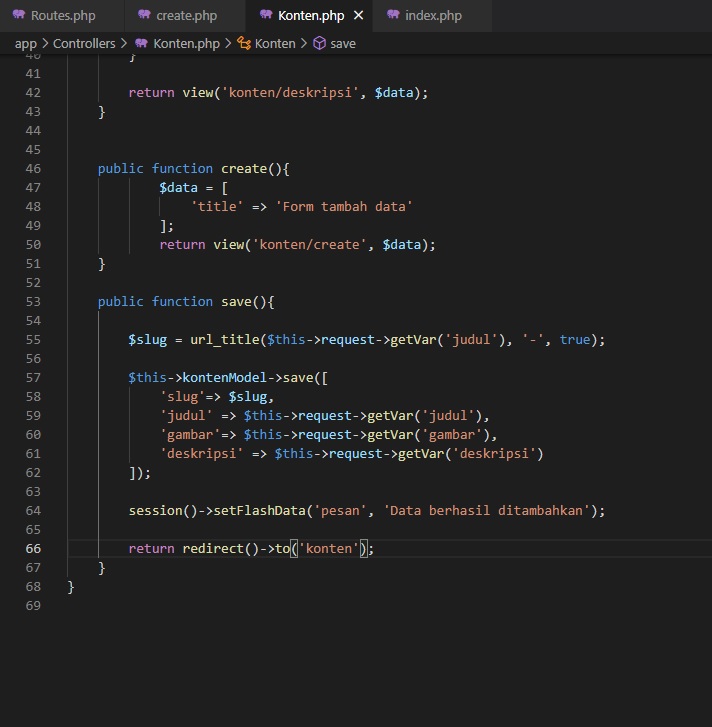 Routes.php create.php Konten.php × index.php
app > Controllers > Konten.php > Konten > save
40 }
41
42 return view('konten/deskripsi', $data);
43 }
44
45
46 public function create(){
47 $data = [
48 'title' => 'Form tambah data'
49 ];
50 return view('konten/create', $data);
51 }
52
53 public function save(){
54
55 $slug = url_title($this->request->getVar('judul'), '-', true);
56
57 $this->kontenModel->save([
58 'slug'=> $slug,
59 'judul' => $this->request->getVar('judul'),
60 'gambar'=> $this->request->getVar('gambar'),
61 'deskripsi' => $this->request->getVar('deskripsi')
62 ]);
63
64 session()->setFlashData('pesan', 'Data berhasil ditambahkan');
65
66 return redirect()->to('konten');
67 }
68 }
69